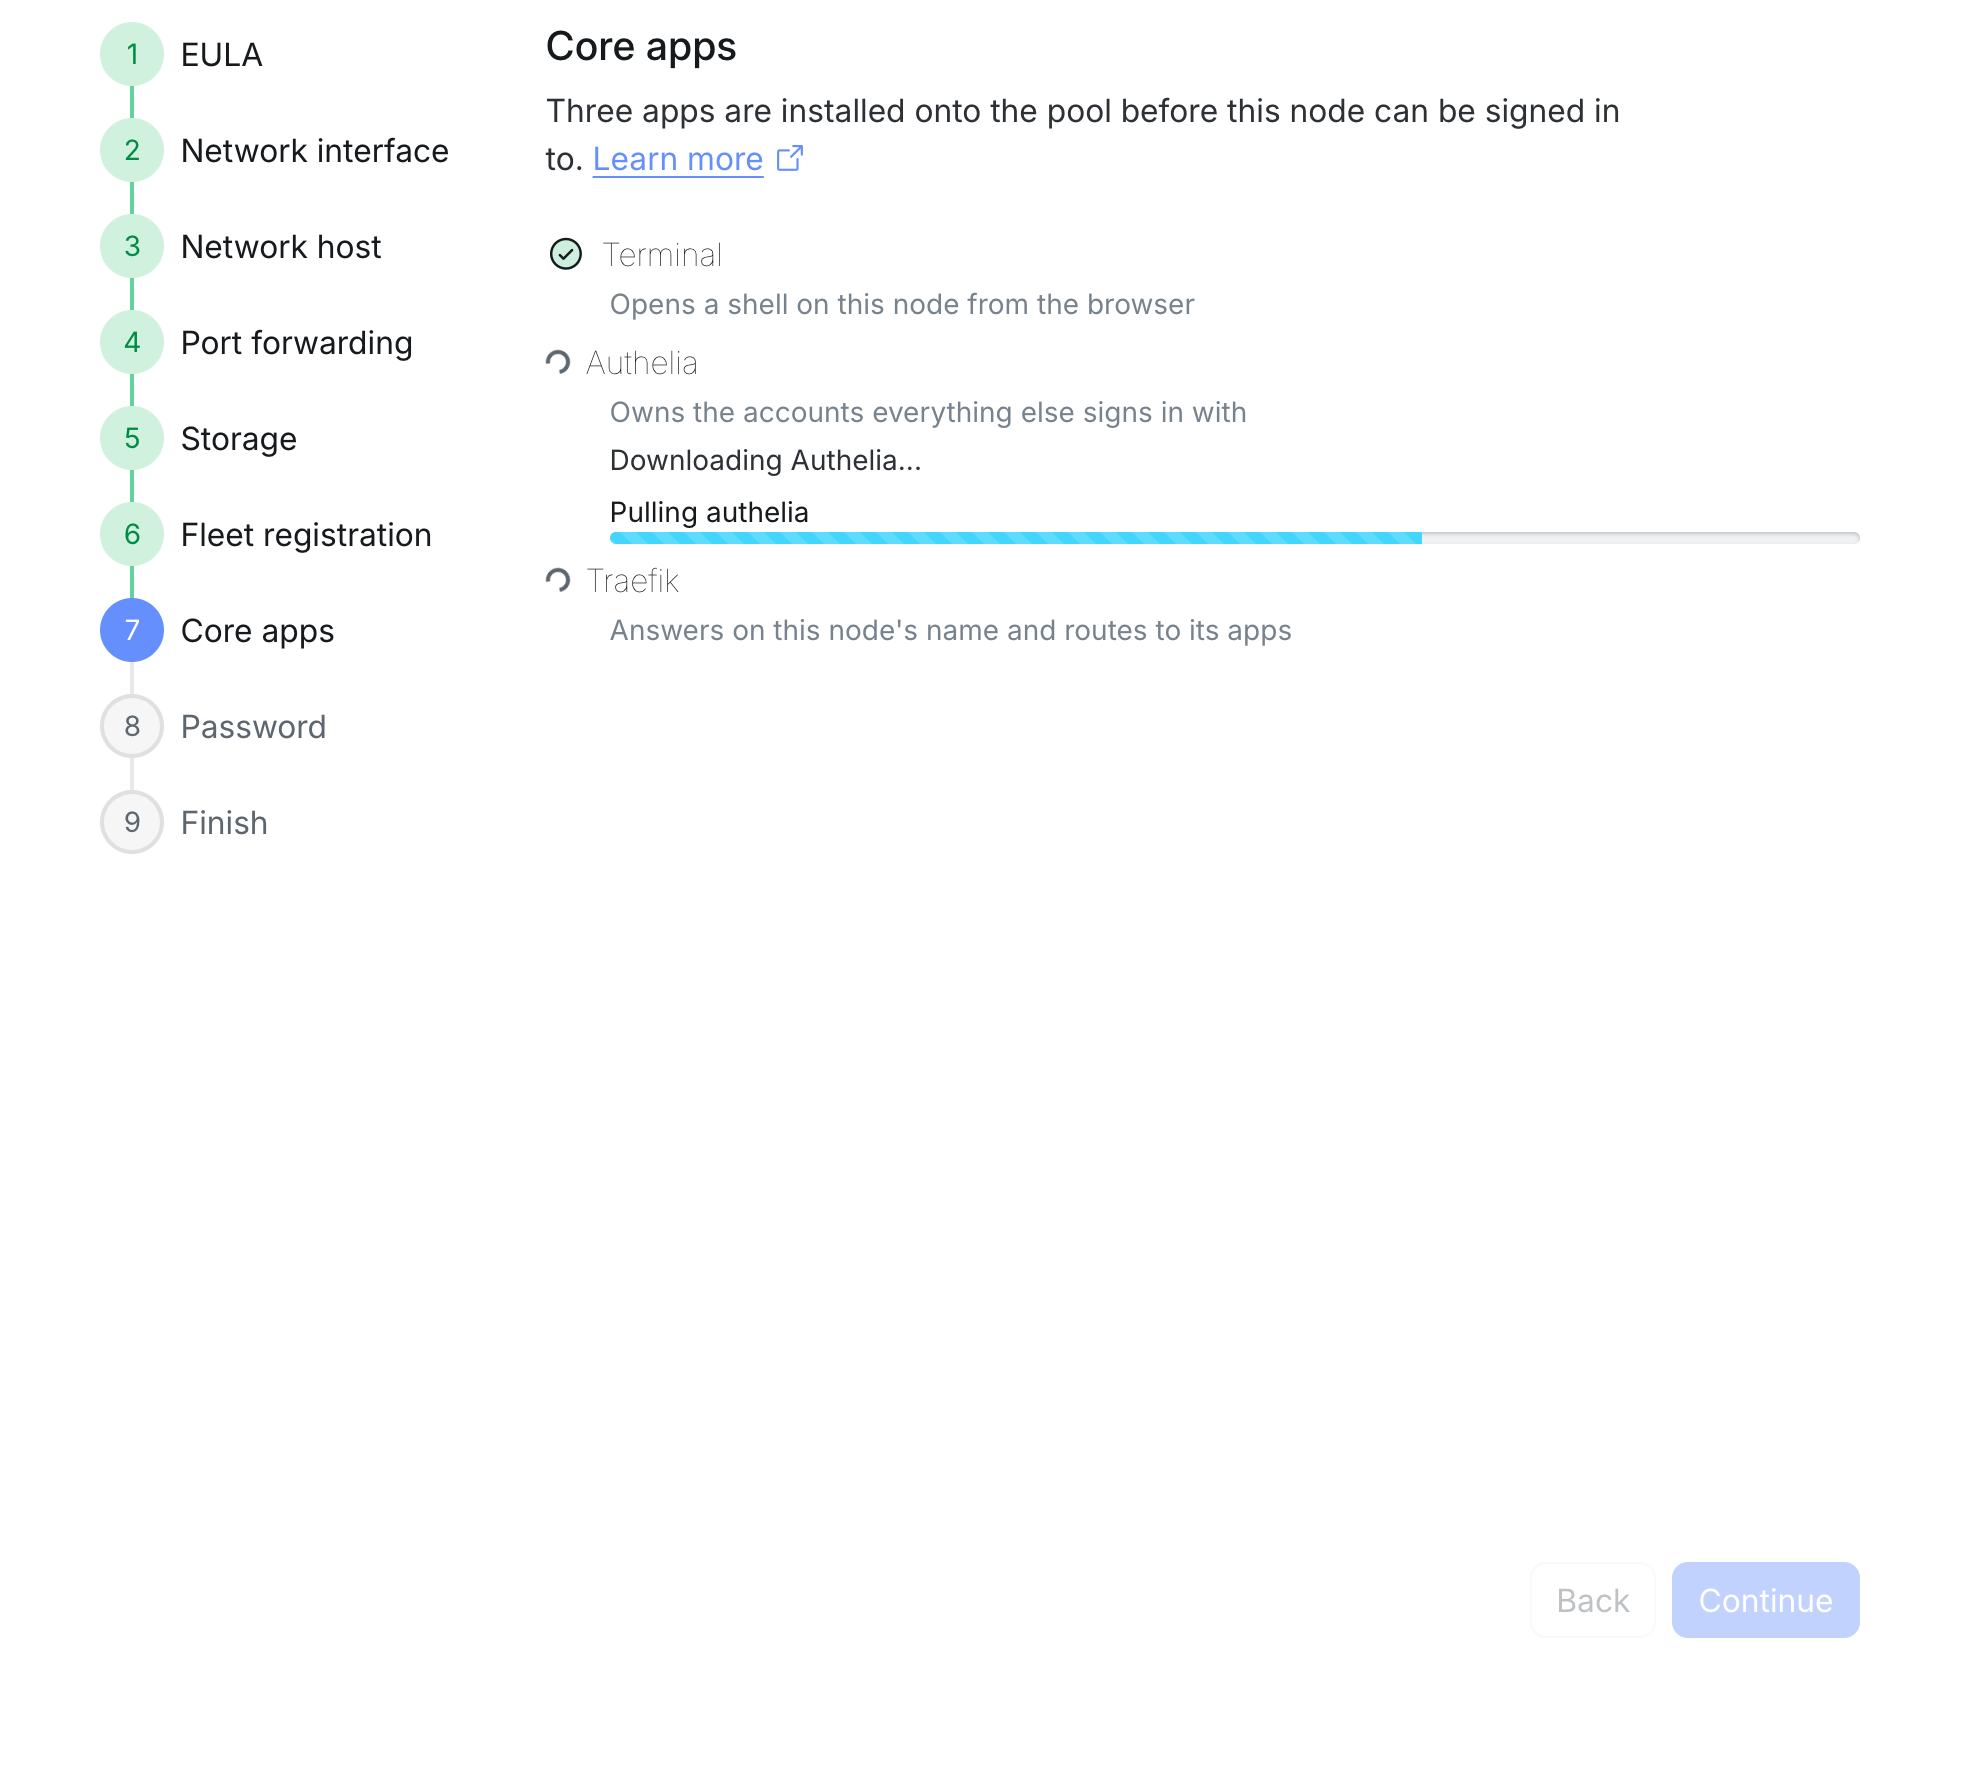 1 EULA
2 Network interface
3 Network host
4 Port forwarding
5 Storage
6 Fleet registration
7 Core apps
8 Password
9 Finish
Core apps
Three apps are installed onto the pool before this node can be signed in
to. Learn more
Terminal
Opens a shell on this node from the browser
Authelia
Owns the accounts everything else signs in with
Downloading Authelia...
Pulling authelia
Traefik
Answers on this node's name and routes to its apps
Back
Continue